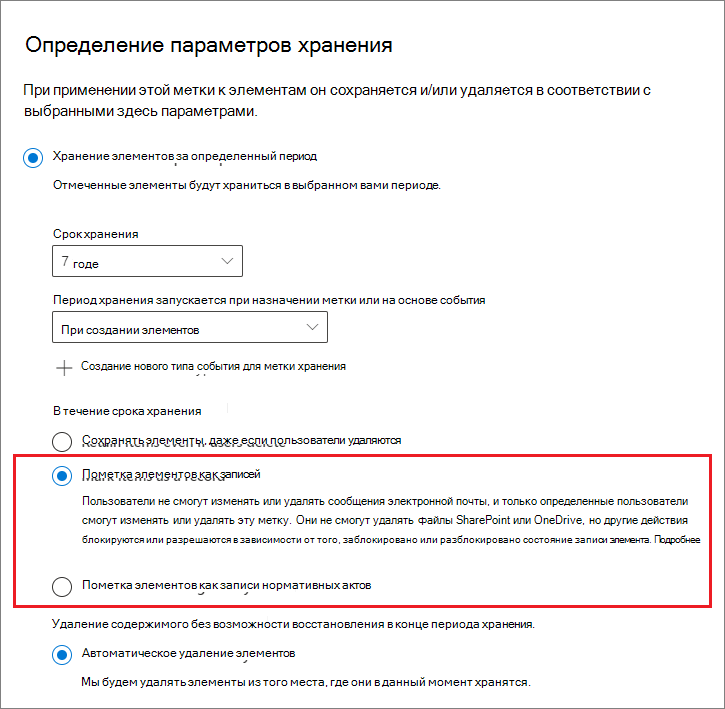 Определение параметров хранения
При применении этой метки к элементам он сохраняется и/или удаляется в соответствии с
выбранными здесь параметрами.
Хранение элементов за определенный период
Отмеченные элементы будут храниться в выбранном вами периоде.
Срок хранения
7 годе
Период хранения запускается при назначении метки или на основе события
При создании элементов
Создание нового типа события для метки хранения
В течение срока хранения
Сохранять элементы, даже если пользователи удаляются
Пометка элементов как записей
Пользователи не смогут изменять или удалять сообщения электронной почты, и только определенные пользователи
смогут изменять или удалять эту метку. Они не смогут удалять файлы SharePoint или OneDrive, но другие действия
блокируются или разрешаются в зависимости от того, заблокировано или разблокировано состояние записи элемента. Подробнее
Пометка элементов как записи нормативных актов
Удаление содержимого без возможности восстановления в конце периода хранения.
Автоматическое удаление элементов
Мы будем удалять элементы из того места, где они в данный момент хранятся.